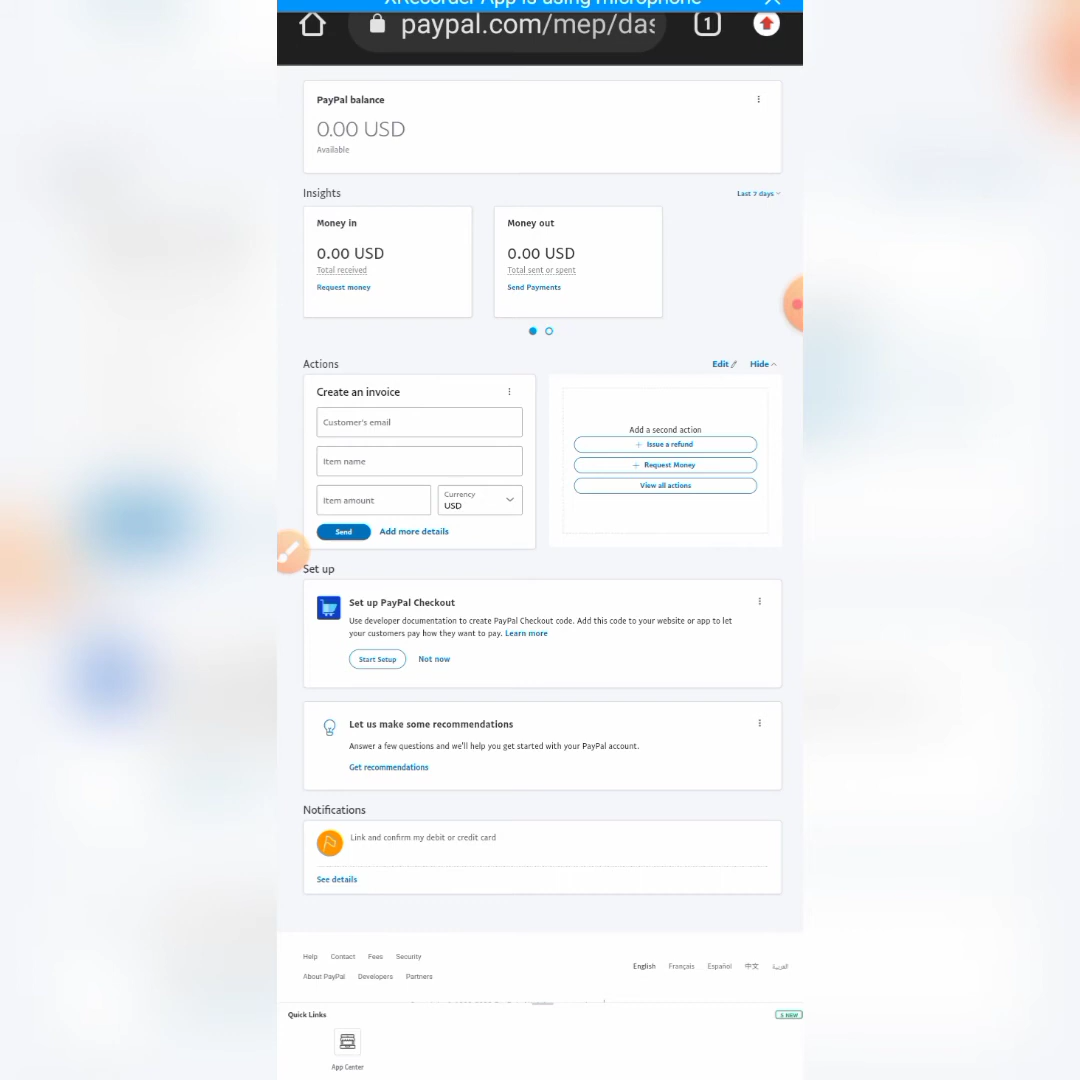 XRecorder App is using microphone
paypal.com/mep/das
1
PayPal balance
0.00 USD
Available
Insights
Last 7 days
Money in
0.00 USD
Total received
Request money
Money out
0.00 USD
Total sent or spent
Send Payments
Actions
Edit
Hide
Create an invoice
Customer's email
Item name
Item amount
Currency
USD
Send
Add more details
Add a second action
+ Issue a refund
+ Request Money
View all actions
Set up
Set up PayPal Checkout
Use developer documentation to create PayPal Checkout code. Add this code to your website or app to let
your customers pay how they want to pay. Learn more
Start Setup
Not now
Let us make some recommendations
Answer a few questions and we'll help you get started with your PayPal account.
Get recommendations
Notifications
Link and confirm my debit or credit card
See details
Help Contact Fees Security
English Français Español 中文 العربية
About PayPal Developers Partners
Quick Links
5 NEW
App Center